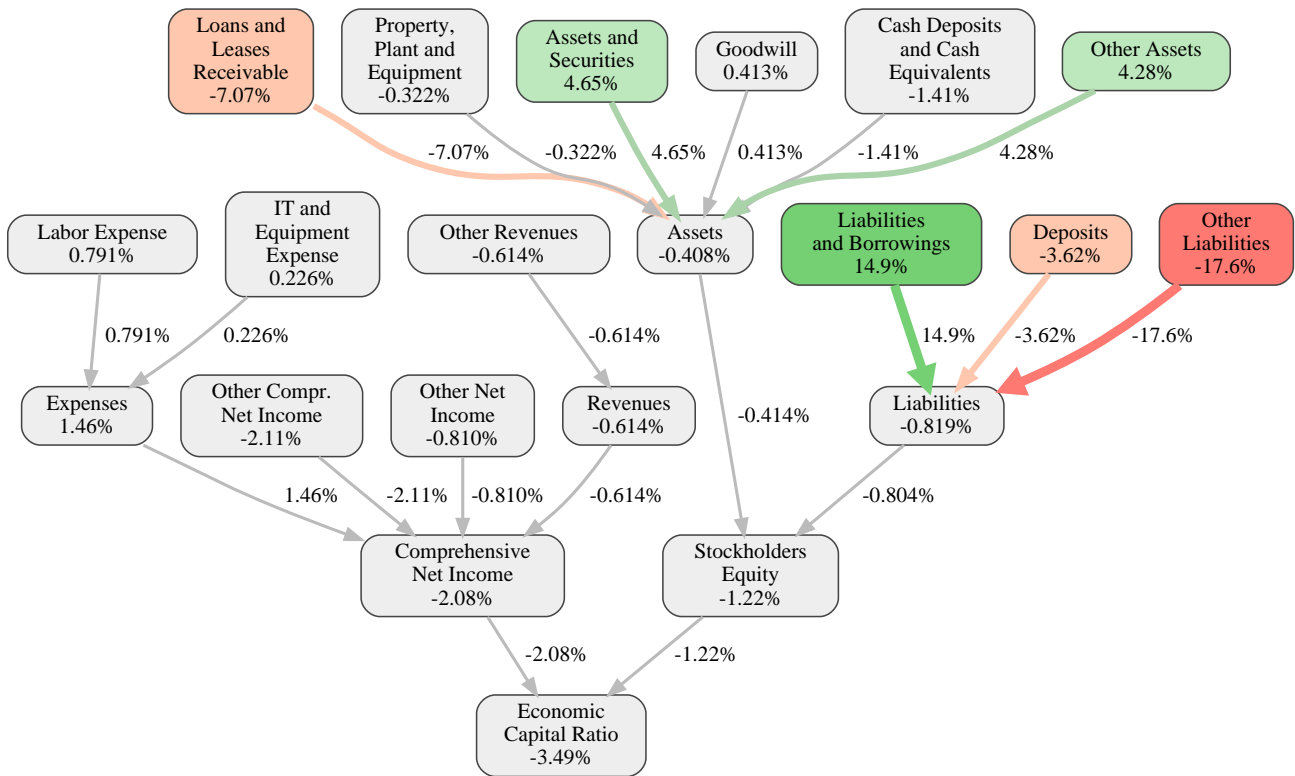 Loans and
Leases
Receivable
-7.07%
Property,
Plant and
Equipment
-0.322%
Assets and
Securities
4.65%
Goodwill
0.413%
Cash Deposits
and Cash
Equivalents
-1.41%
Other Assets
4.28%
-7.07%
-0.322%
4.65%
0.413%
-1.41%
4.28%
Labor Expense
0.791%
IT and
Equipment
Expense
0.226%
Other Revenues
-0.614%
Assets
-0.408%
Liabilities
and Borrowings
14.9%
Deposits
-3.62%
Other
Liabilities
-17.6%
0.791%
0.226%
-0.614%
-0.414%
14.9%
-3.62%
-17.6%
Expenses
1.46%
Other Compr.
Net Income
-2.11%
Other Net
Income
-0.810%
Revenues
-0.614%
Liabilities
-0.819%
1.46%
-2.11%
-0.810%
-0.614%
-0.804%
Comprehensive
Net Income
-2.08%
Stockholders
Equity
-1.22%
-2.08%
-1.22%
Economic
Capital Ratio
-3.49%